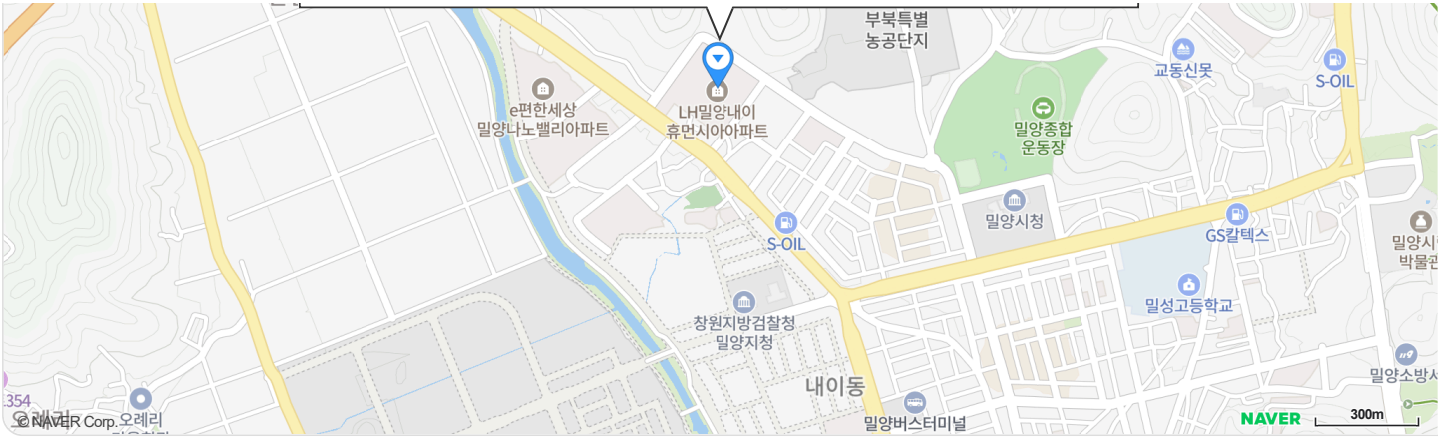 부북특별
농공단지
교동신못
S-OIL
e편한세상
밀양나노밸리아파트
LH밀양내이
휴먼시아아파트
밀양종합
운동장
밀양시청
S-OIL
GS칼텍스
밀양시
박물관
밀성고등학교
창원지방검찰청
밀양지청
내이동
밀양소방서
.354
오례리
오례리
밀양버스터미널
© NAVER Corp.
NAVER
300m